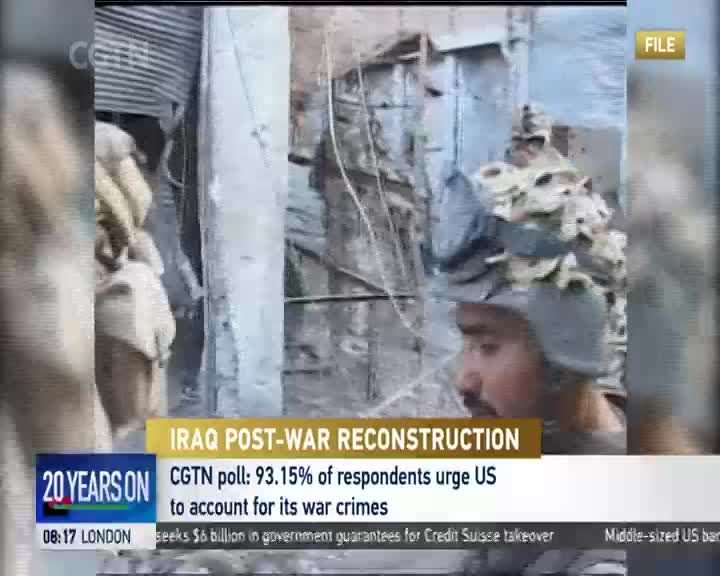 CGTN
FILE
IRAQ POST-WAR RECONSTRUCTION
20 YEARS ON
CGTN poll: 93.15% of respondents urge US
to account for its war crimes
08:17 LONDON
seeks $6 billion in government guarantees for Credit Suisse takeover
Middle-sized US ban